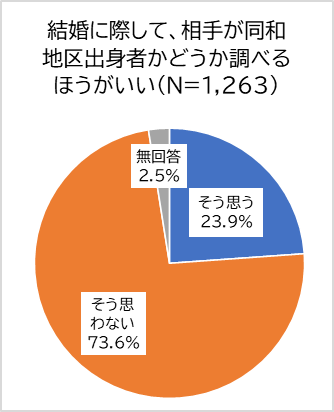 結婚に際して、相手が同和
地区出身者かどうか調べる
ほうがいい（N=1,263）
無回答
2.5%
そう思う
23.9%
そう思
わない
73.6%